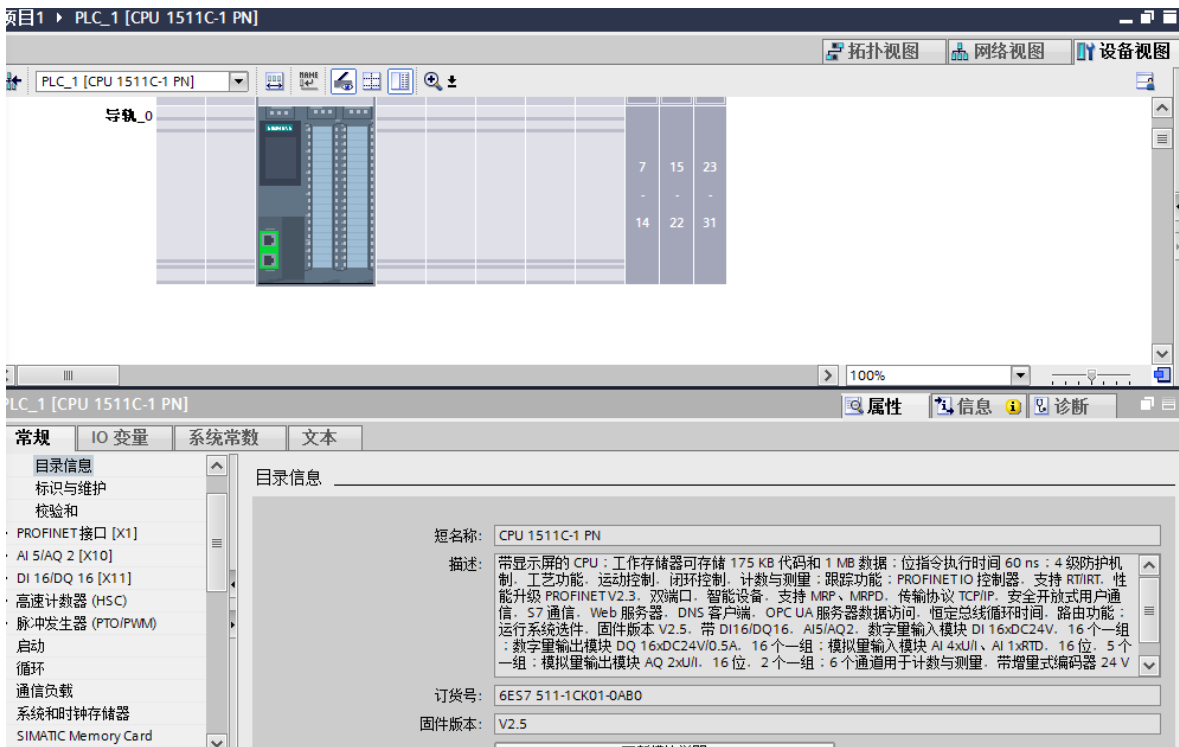 项目1 ▸ PLC_1 [CPU 1511C-1 PN]
拓扑视图 网络视图 设备视图
PLC_1 [CPU 1511C-1 PN]
导轨_0
SIEMENS
7 15 23
- - -
14 22 31
100%
PLC_1 [CPU 1511C-1 PN]
属性 信息 诊断
常规 IO 变量 系统常数 文本
目录信息
标识与维护
校验和
PROFINET接口 [X1]
AI 5/AQ 2 [X10]
DI 16/DQ 16 [X11]
高速计数器 (HSC)
脉冲发生器 (PTO/PWM)
启动
循环
通信负载
系统和时钟存储器
SIMATIC Memory Card
目录信息
短名称: CPU 1511C-1 PN
描述: 带显示屏的 CPU：工作存储器可存储 175 KB 代码和 1 MB 数据：位指令执行时间 60 ns：4 级防护机
制．工艺功能．运动控制．闭环控制．计数与测量：跟踪功能：PROFINET IO 控制器．支持 RT/IRT．性
能升级 PROFINET V2.3．双端口．智能设备．支持 MRP、MRPD．传输协议 TCP/IP．安全开放式用户通
信．S7 通信．Web 服务器．DNS 客户端．OPC UA 服务器数据访问．恒定总线循环时间．路由功能：
运行系统选件．固件版本 V2.5．带 DI16/DQ16．AI5/AQ2．数字量输入模块 DI 16xDC24V．16 个一组
：数字量输出模块 DQ 16xDC24V/0.5A．16 个一组：模拟量输入模块 AI 4xU/I、AI 1xRTD．16 位．5 个
一组：模拟量输出模块 AQ 2xU/I．16 位．2 个一组：6 个通道用于计数与测量．带增量式编码器 24 V
订货号: 6ES7 511-1CK01-0AB0
固件版本: V2.5